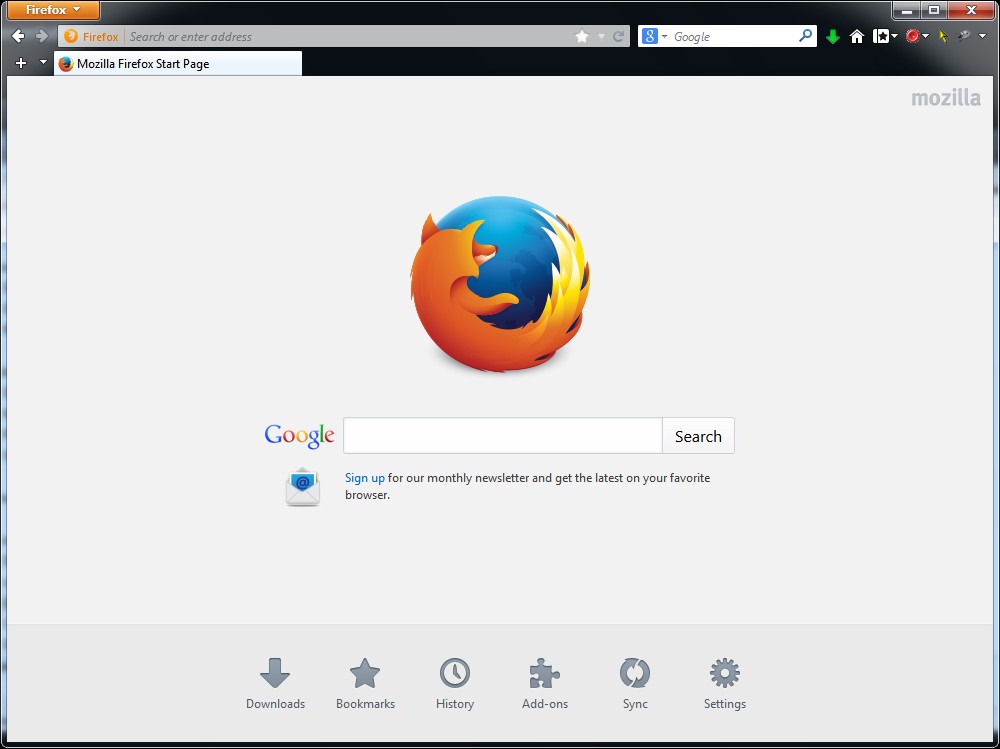 Firefox
Firefox Search or enter address
8 Google
Mozilla Firefox Start Page
mozilla
Google
Search
@
Sign up for our monthly newsletter and get the latest on your favorite
browser.
Downloads Bookmarks History Add-ons Sync Settings